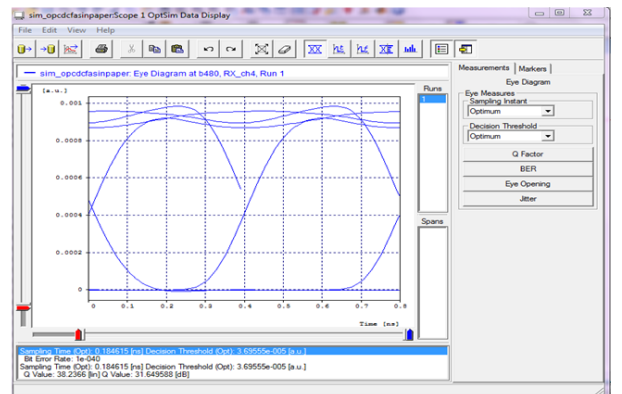 sim_opcdcfasinpaper:Scope 1 OptSim Data Display
File Edit View Help
sim_opcdcfasinpaper: Eye Diagram at b480, RX_ch4, Run 1
[a.u.]
0.001
0.0008
0.0006
0.0004
0.0002
0
0 0.1 0.2 0.3 0.4 0.5 0.6 0.7 0.8
Time [ns]
Runs
1
Spans
Measurements Markers
Eye Diagram
Eye Measures
Sampling Instant
Optimum
Decision Threshold
Optimum
Q Factor
BER
Eye Opening
Jitter
Sampling Time (Opt): 0.184615 [ns] Decision Threshold (Opt): 3.69555e-005 [a.u.]
Bit Error Rate: 1e-040
Sampling Time (Opt): 0.184615 [ns] Decision Threshold (Opt): 3.69555e-005 [a.u.]
Q Value: 38.2366 [lin] Q Value: 31.649588 [dB]